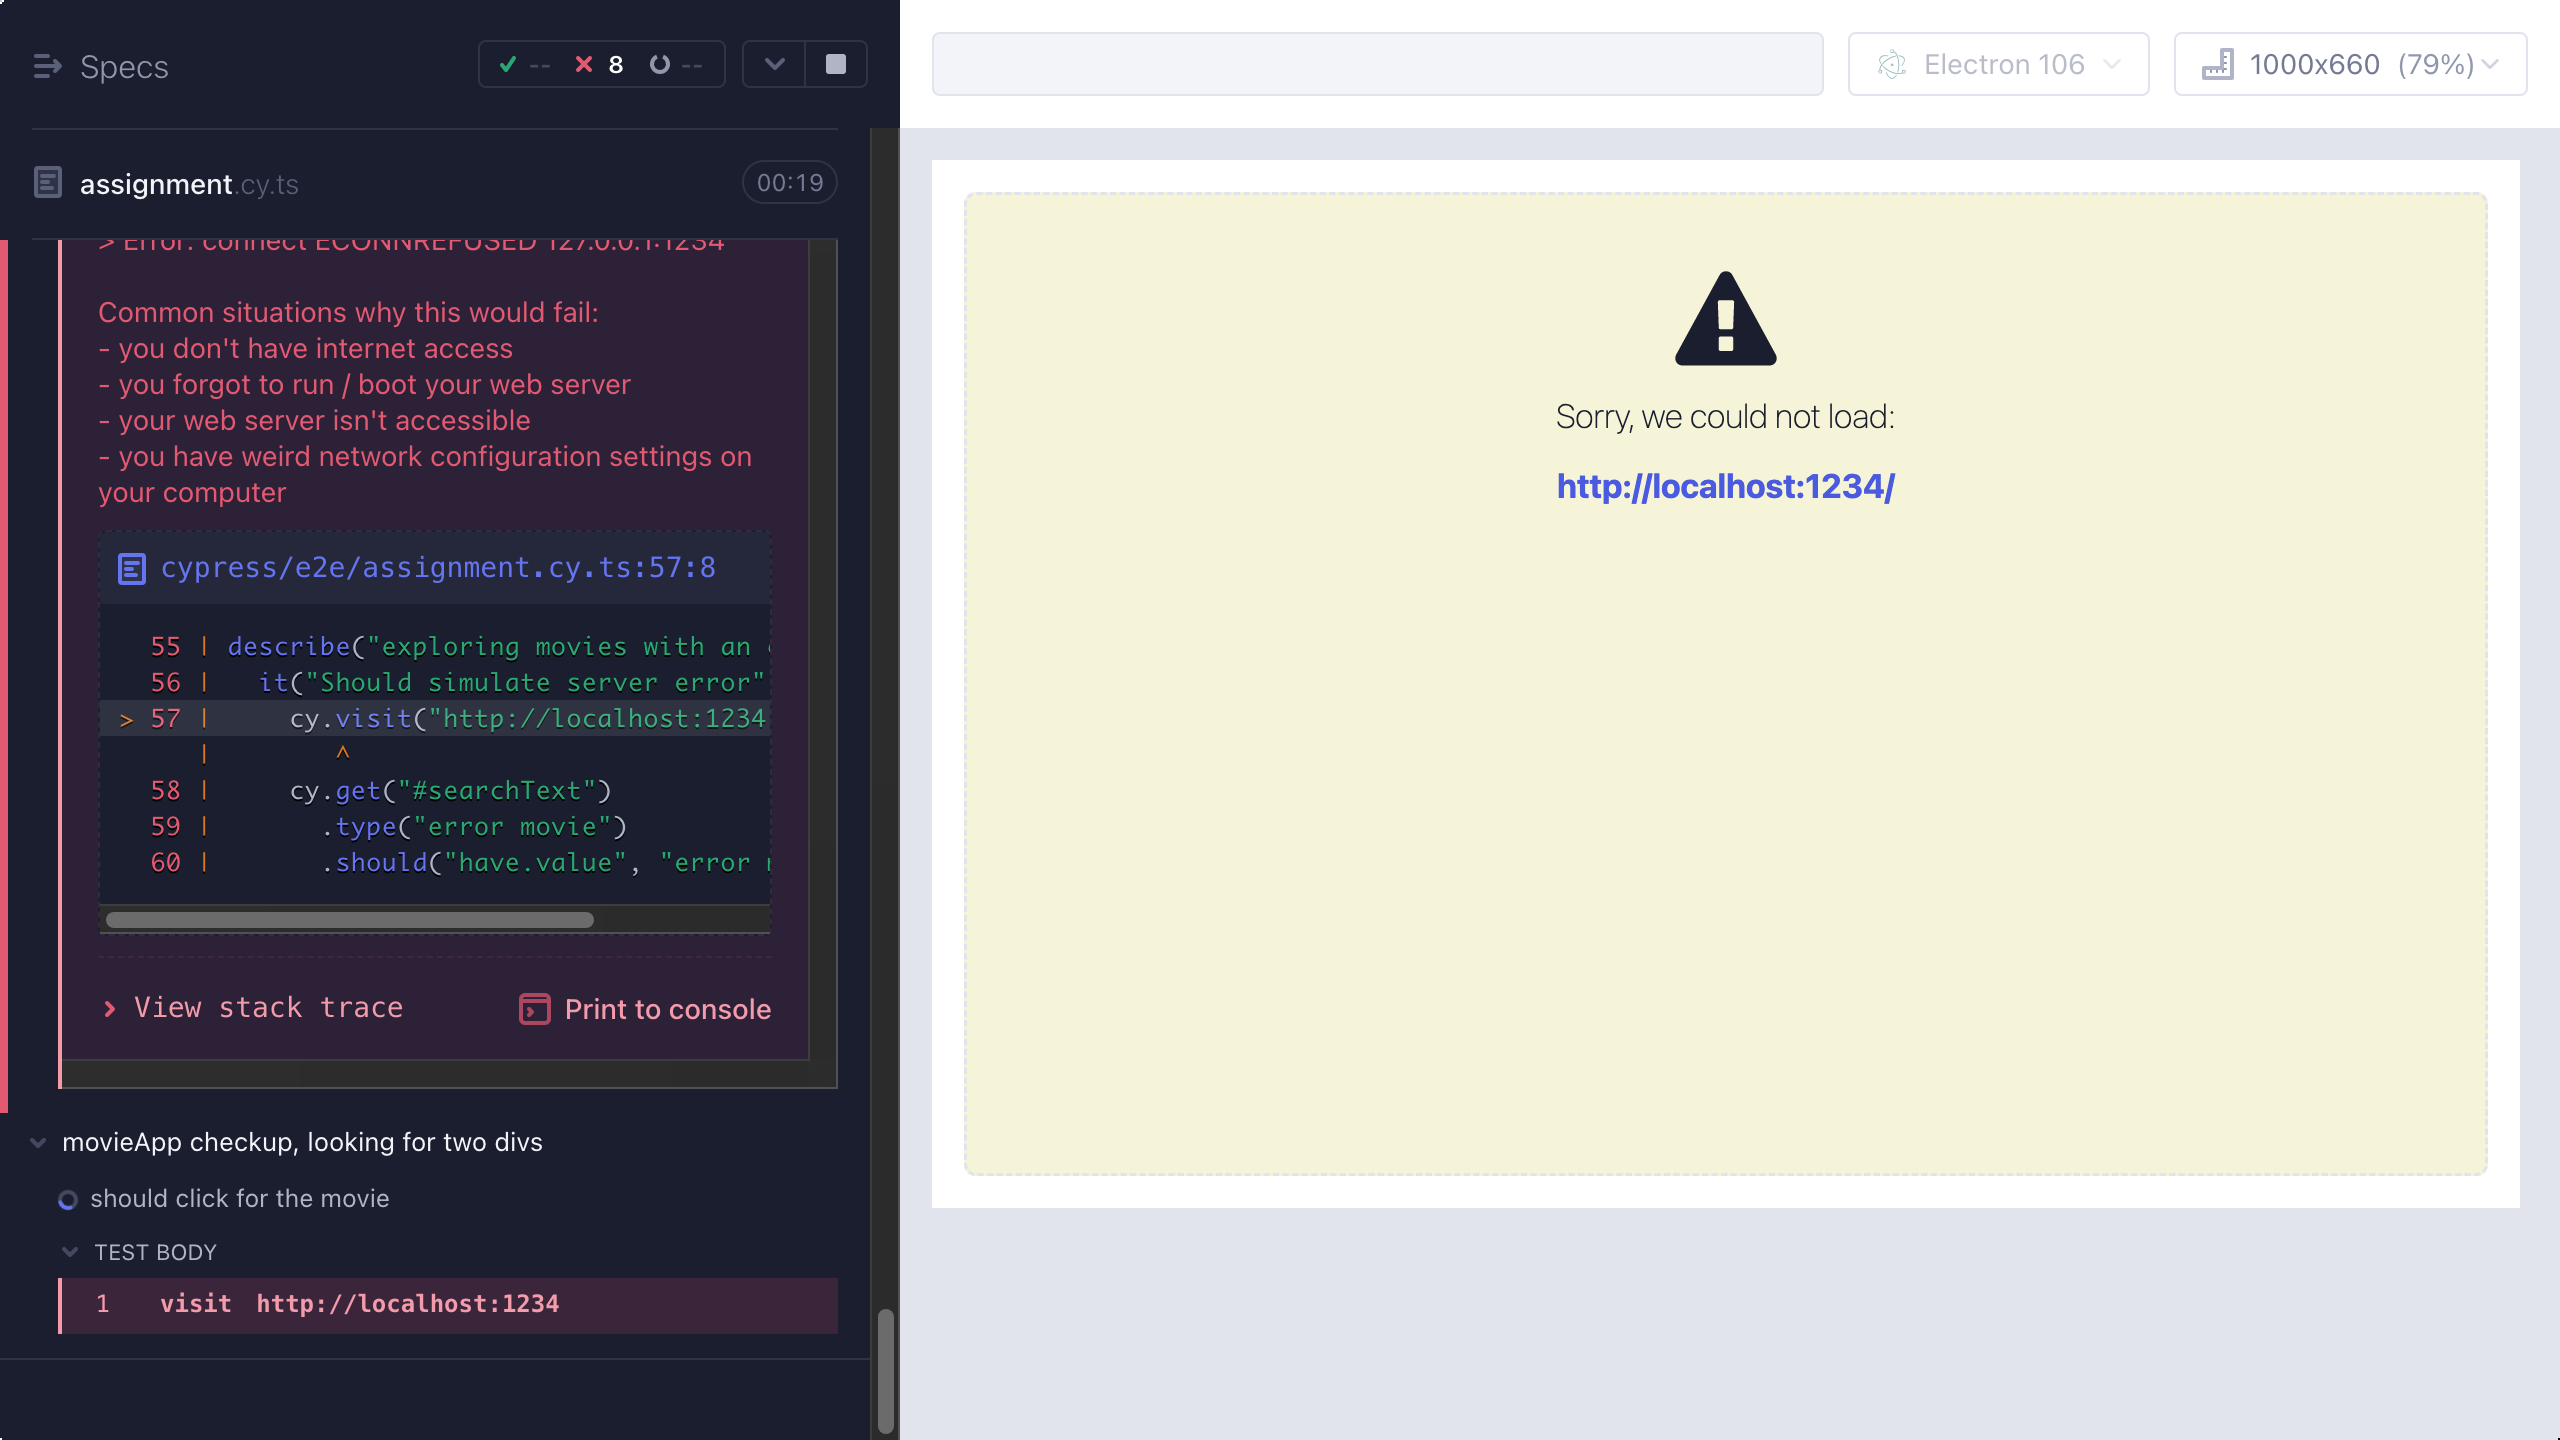 Specs
-- 8 --
Electron 106
1000x660 (79%)
assignment.cy.ts
00:19
> Error: connect ECONNREFUSED 127.0.0.1:1234
Common situations why this would fail:
- you don't have internet access
- you forgot to run / boot your web server
- your web server isn't accessible
- you have weird network configuration settings on
your computer
cypress/e2e/assignment.cy.ts:57:8
55 | describe("exploring movies with an
56 | it("Should simulate server error"
> 57 | cy.visit("http://localhost:1234
| ^
58 | cy.get("#searchText")
59 | .type("error movie")
60 | .should("have.value", "error
View stack trace
Print to console
movieApp checkup, looking for two divs
should click for the movie
TEST BODY
1 visit http://localhost:1234
Sorry, we could not load:
http://localhost:1234/